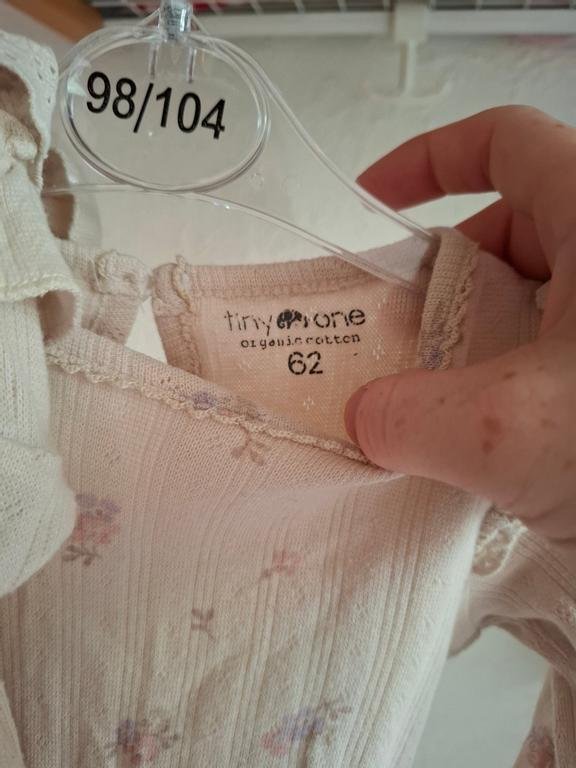 98/104
tiny one
organic cotton
62